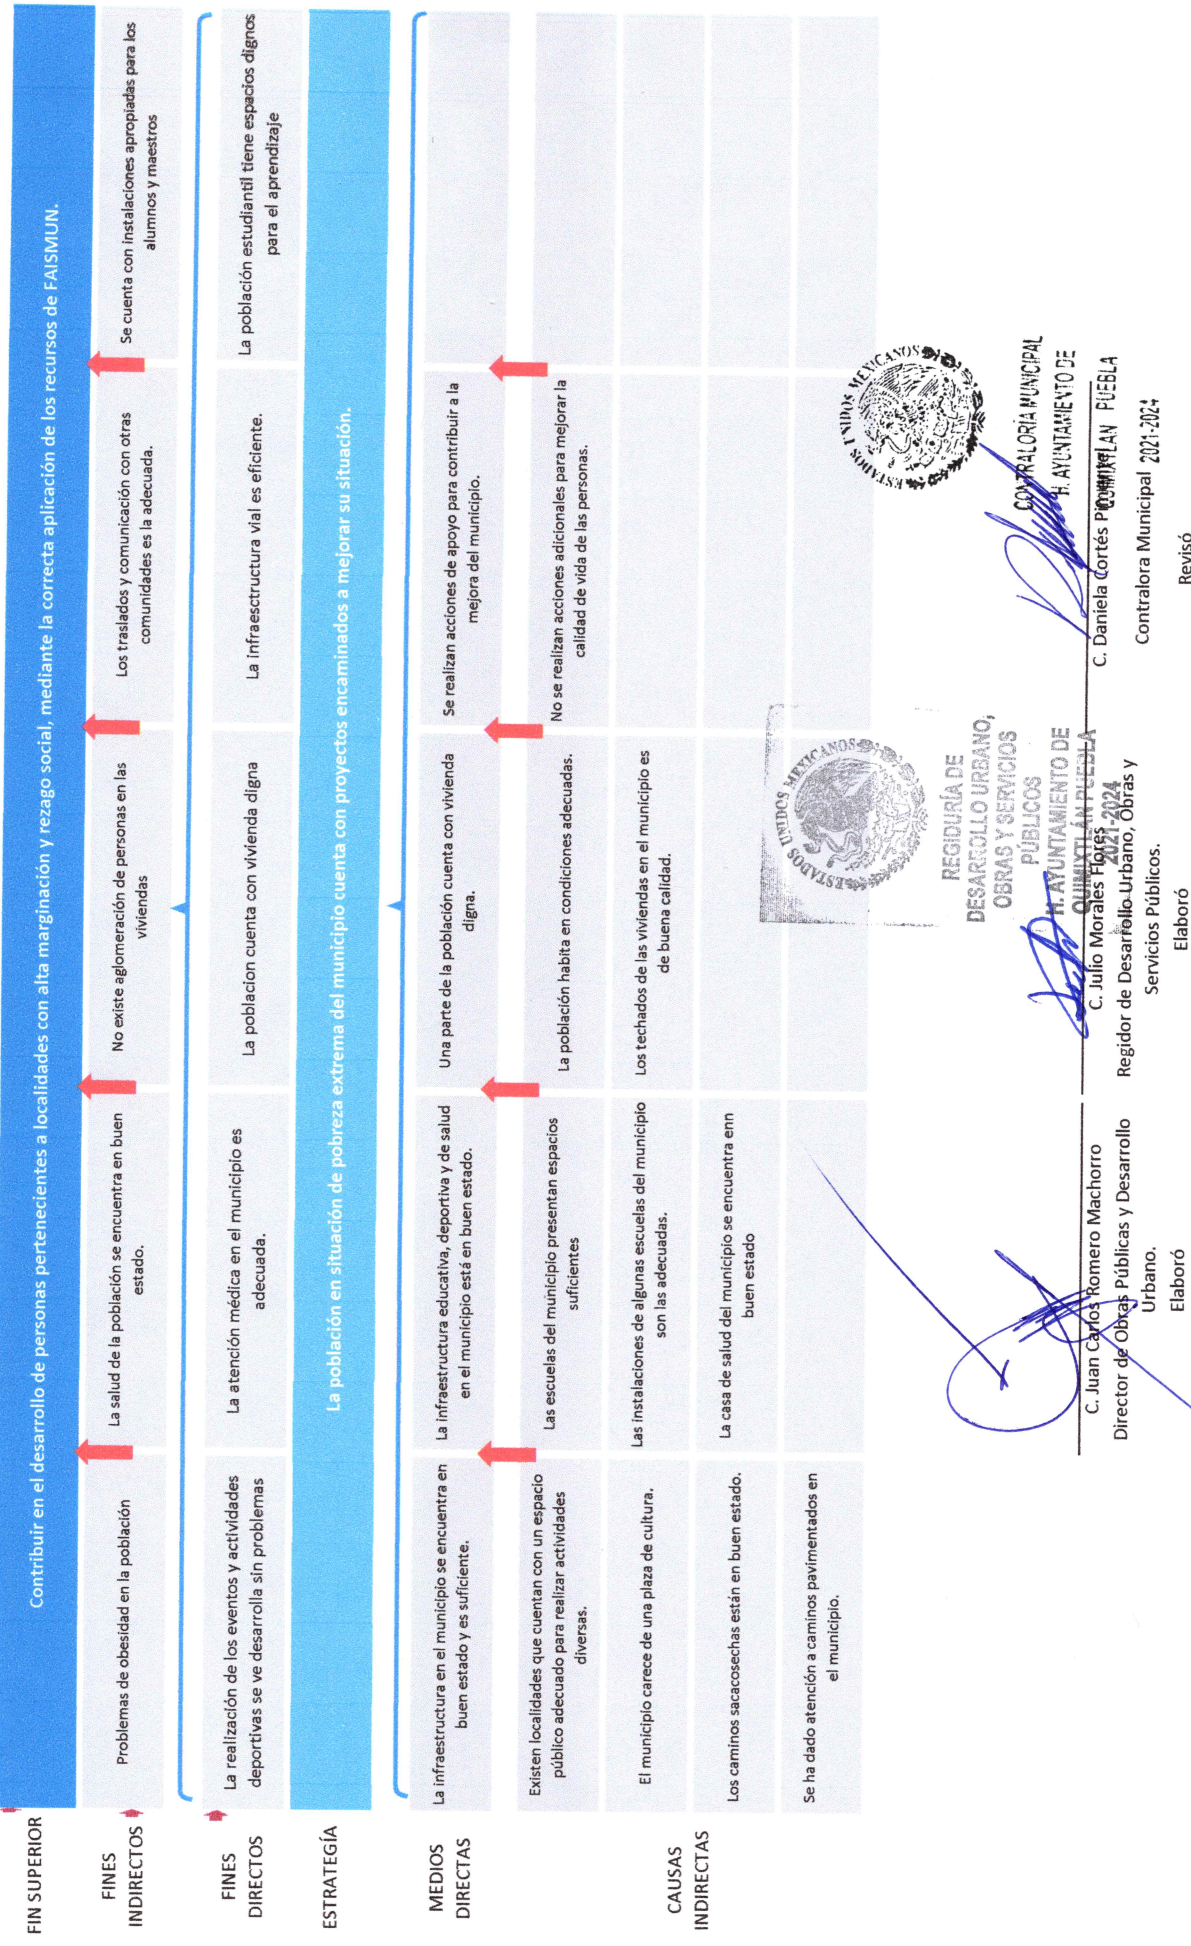 FIN SUPERIOR
Contribuir en el desarrollo de personas pertenecientes a localidades con alta marginación y rezago social, mediante la correcta aplicación de los recursos de FAISMUN.
FINES
INDIRECTOS
Problemas de obesidad en la población
La salud de la población se encuentra en buen
estado.
No existe aglomeración de personas en las
viviendas
Los traslados y comunicación con otras
comunidades es la adecuada.
Se cuenta con instalaciones apropiadas para los
alumnos y maestros
FINES
DIRECTOS
La realización de los eventos y actividades
deportivas se ve desarrolla sin problemas
La atención médica en el municipio es
adecuada.
La poblacion cuenta con vivienda digna
La infraesctructura vial es eficiente.
La población estudiantil tiene espacios dignos
para el aprendizaje
ESTRATEGÍA
La población en situación de pobreza extrema del municipio cuenta con proyectos encaminados a mejorar su situación.
MEDIOS
DIRECTAS
La infraestructura en el municipio se encuentra en
buen estado y es suficiente.
La infraestructura educativa, deportiva y de salud
en el municipio está en buen estado.
Una parte de la población cuenta con vivienda
digna.
Se realizan acciones de apoyo para contribuir a la
mejora del municipio.
CAUSAS
INDIRECTAS
Existen localidades que cuentan con un espacio
público adecuado para realizar actividades
diversas.
Las escuelas del municipio presentan espacios
suficientes
La población habita en condiciones adecuadas.
No se realizan acciones adicionales para mejorar la
calidad de vida de las personas.
El municipio carece de una plaza de cultura.
Las instalaciones de algunas escuelas del municipio
son las adecuadas.
Los techados de las viviendas en el municipio es
de buena calidad.
Los caminos sacacosechas están en buen estado.
La casa de salud del municipio se encuentra enn
buen estado
Se ha dado atención a caminos pavimentados en
el municipio.
C. Juan Carlos Romero Machorro
Director de Obras Públicas y Desarrollo
Urbano.
Elaboró
ESTADOS UNIDOS MEXICANOS
REGIDURÍA DE
DESARROLLO URBANO,
OBRAS Y SERVICIOS
PÚBLICOS
H. AYUNTAMIENTO DE
QUIMIXTLÁN PUEBLA
2021-2024
C. Julio Morales Flores
Regidor de Desarrollo Urbano, Obras y
Servicios Públicos.
Elaboró
ESTADOS UNIDOS MEXICANOS
CONTRALORÍA MUNICIPAL
H. AYUNTAMIENTO DE
QUIMIXTLAN PUEBLA
2021-2024
C. Daniela Cortés Pimentel
Contralora Municipal
Revisó